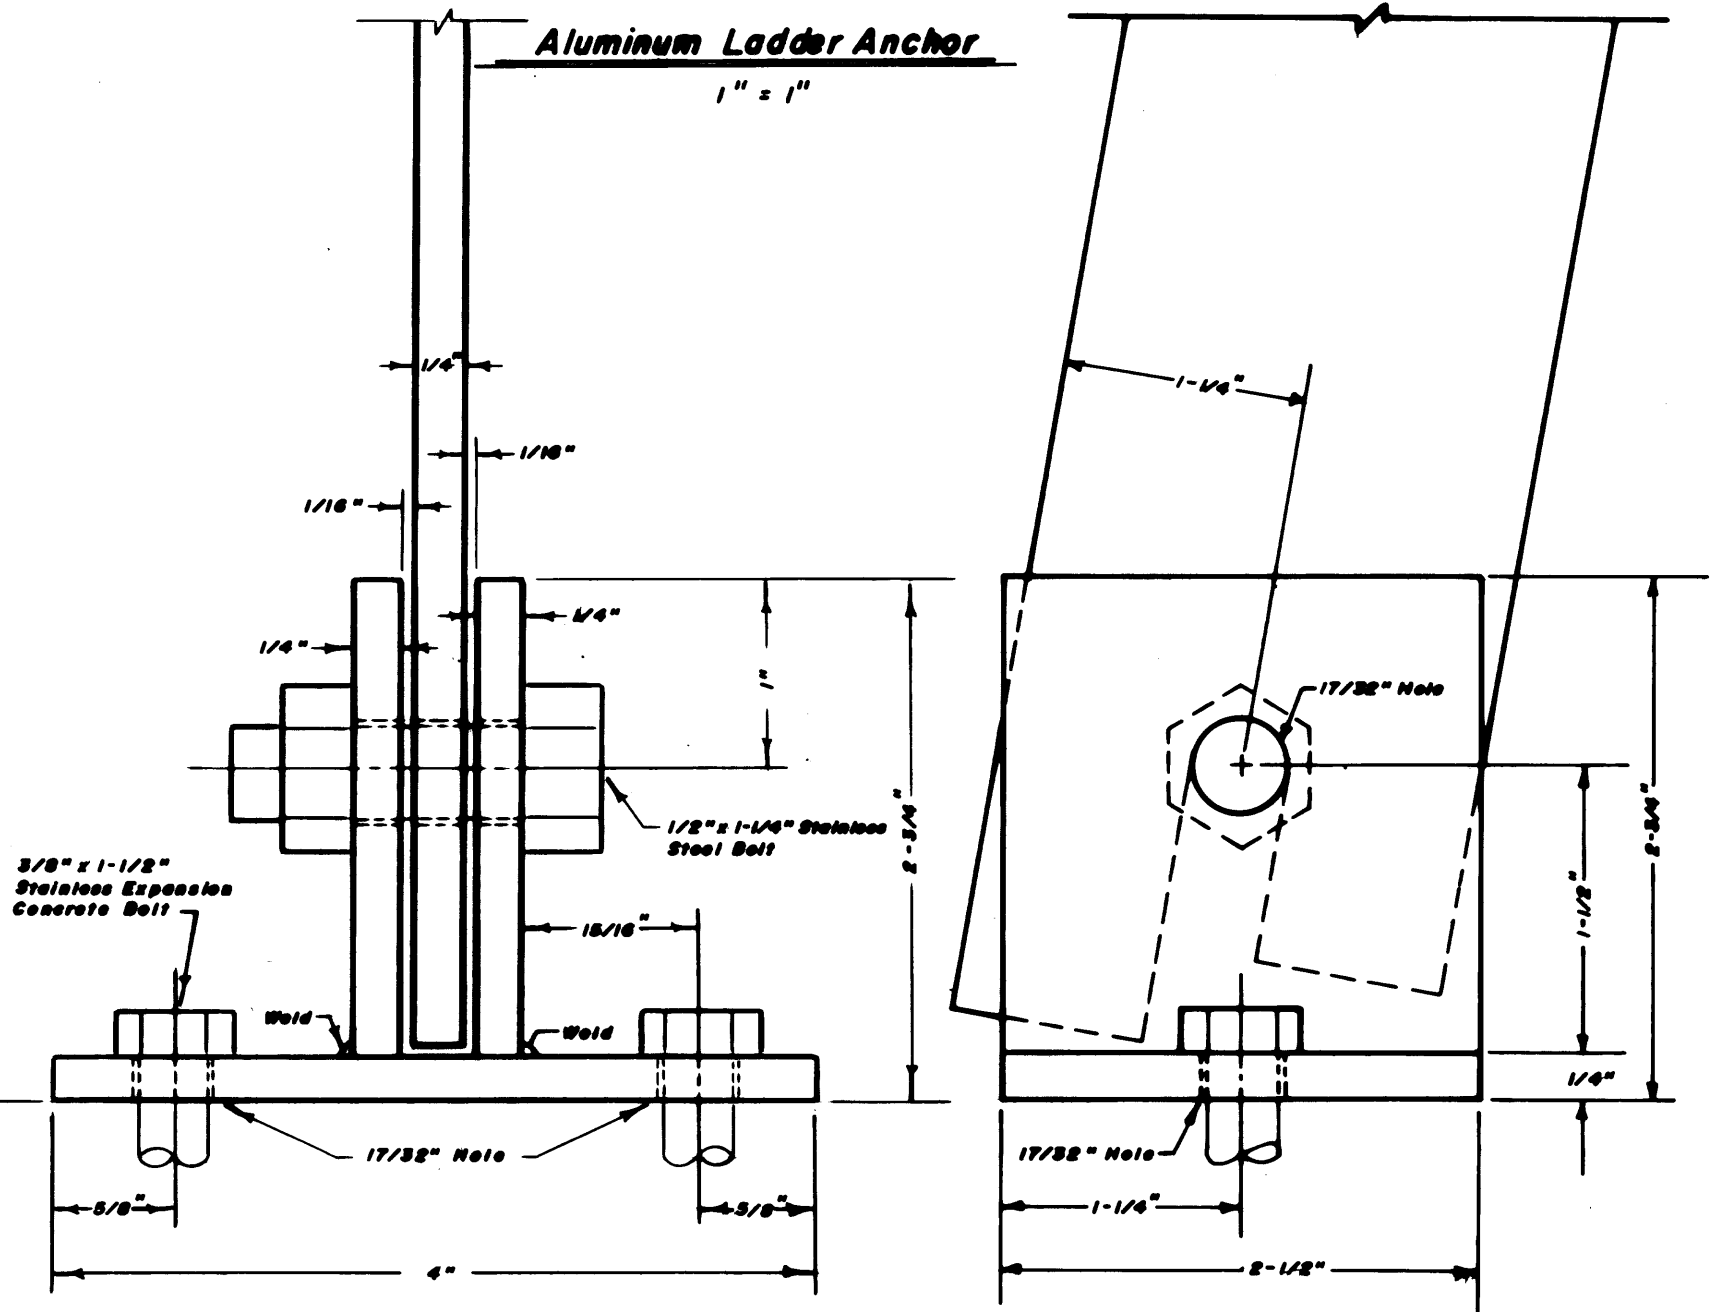 Aluminum Ladder Anchor
1" = 1"
1/4"
1-1/4"
1/16"
1/16"
1/4"
1/4"
1"
17/32" Hole
2-3/4"
2-3/4"
1/2" x 1-1/4" Stainless
Steel Bolt
3/8" x 1-1/2"
Stainless Expansion
Concrete Bolt
15/16"
1-1/2"
Weld
Weld
1/4"
17/32" Hole
17/32" Hole
5/8"
5/8"
1-1/4"
4"
2-1/2"